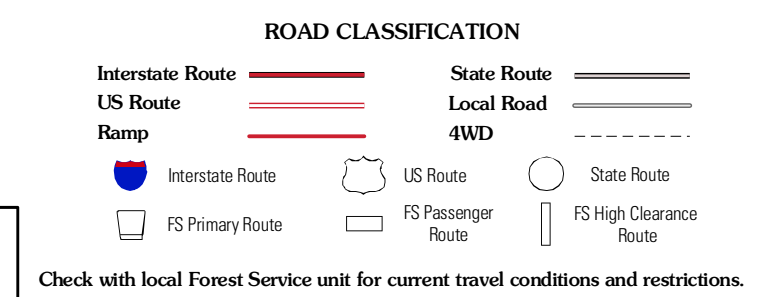 ROAD CLASSIFICATION
Interstate Route
State Route
US Route
Local Road
Ramp
4WD
Interstate Route
US Route
State Route
FS Primary Route
FS Passenger
Route
FS High Clearance
Route
Check with local Forest Service unit for current travel conditions and restrictions.